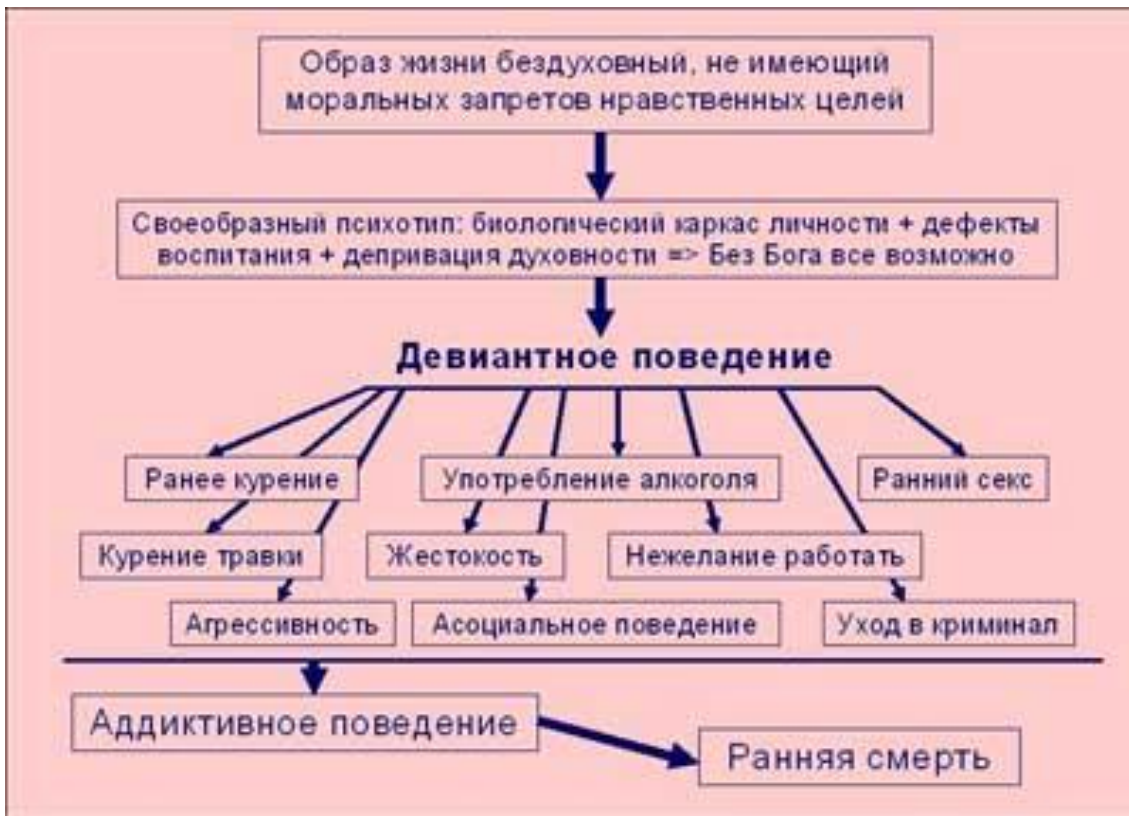 Образ жизни бездуховный, не имеющий
моральных запретов нравственных целей
Своеобразный психотип: биологический каркас личности + дефекты
воспитания + депривация духовности => Без Бога все возможно
Девиантное поведение
Ранее курение
Употребление алкоголя
Ранний секс
Курение травки
Жестокость
Нежелание работать
Агрессивность
Асоциальное поведение
Уход в криминал
Аддиктивное поведение
Ранняя смерть